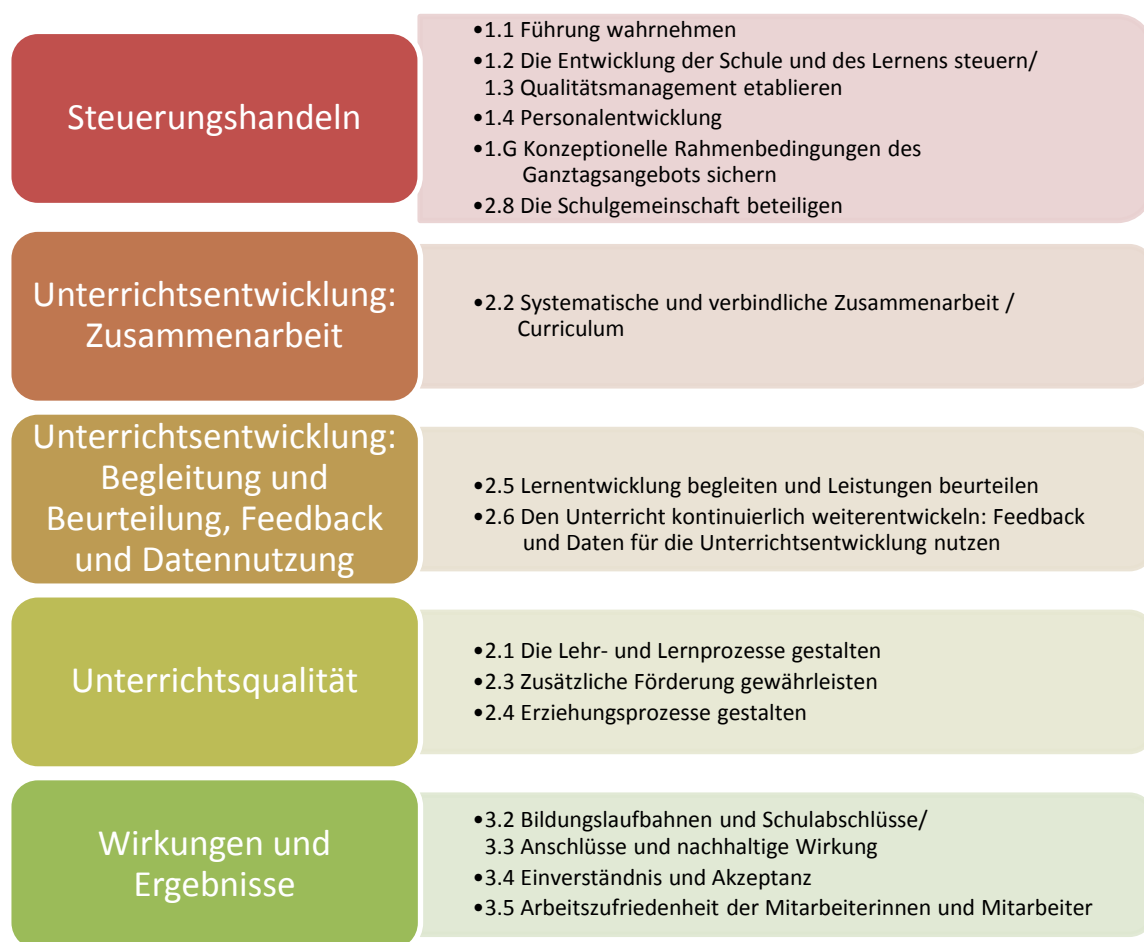 Steuerungshandeln
•1.1 Führung wahrnehmen
•1.2 Die Entwicklung der Schule und des Lernens steuern/
1.3 Qualitätsmanagement etablieren
•1.4 Personalentwicklung
•1.G Konzeptionelle Rahmenbedingungen des
Ganztagsangebots sichern
•2.8 Die Schulgemeinschaft beteiligen
Unterrichtsentwicklung:
Zusammenarbeit
•2.2 Systematische und verbindliche Zusammenarbeit /
Curriculum
Unterrichtsentwicklung:
Begleitung und
Beurteilung, Feedback
und Datennutzung
•2.5 Lernentwicklung begleiten und Leistungen beurteilen
•2.6 Den Unterricht kontinuierlich weiterentwickeln: Feedback
und Daten für die Unterrichtsentwicklung nutzen
Unterrichtsqualität
•2.1 Die Lehr- und Lernprozesse gestalten
•2.3 Zusätzliche Förderung gewährleisten
•2.4 Erziehungsprozesse gestalten
Wirkungen und
Ergebnisse
•3.2 Bildungslaufbahnen und Schulabschlüsse/
3.3 Anschlüsse und nachhaltige Wirkung
•3.4 Einverständnis und Akzeptanz
•3.5 Arbeitszufriedenheit der Mitarbeiterinnen und Mitarbeiter